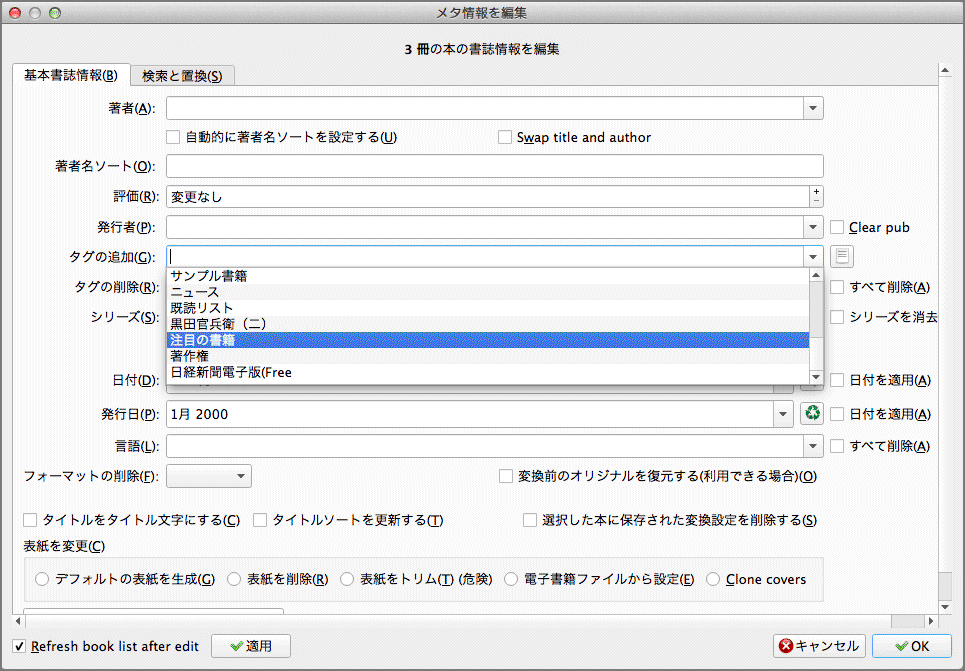 メタ情報を編集
3 冊の本の書誌情報を編集
基本書誌情報(B) 検索と置換(S)
著者(A):
自動的に著者名ソートを設定する(U) Swap title and author
著者名ソート(O):
評価(R): 変更なし
発行者(P): Clear pub
タグの追加(G):
サンプル書籍
タグの削除(R): ニュース すべて削除(A)
既読リスト
シリーズ(S): 黒田官兵衛（二） シリーズを消去
注目の書籍
著作権
日経新聞電子版(Free
日付(D): 日付を適用(A)
発行日(P): 1月 2000 日付を適用(A)
言語(L): すべて削除(A)
フォーマットの削除(F): 変換前のオリジナルを復元する(利用できる場合)(O)
タイトルをタイトル文字にする(C) タイトルソートを更新する(T) 選択した本に保存された変換設定を削除する(S)
表紙を変更(C)
デフォルトの表紙を生成(G) 表紙を削除(R) 表紙をトリム(T) (危険) 電子書籍ファイルから設定(E) Clone covers
Refresh book list after edit 適用 キャンセル OK